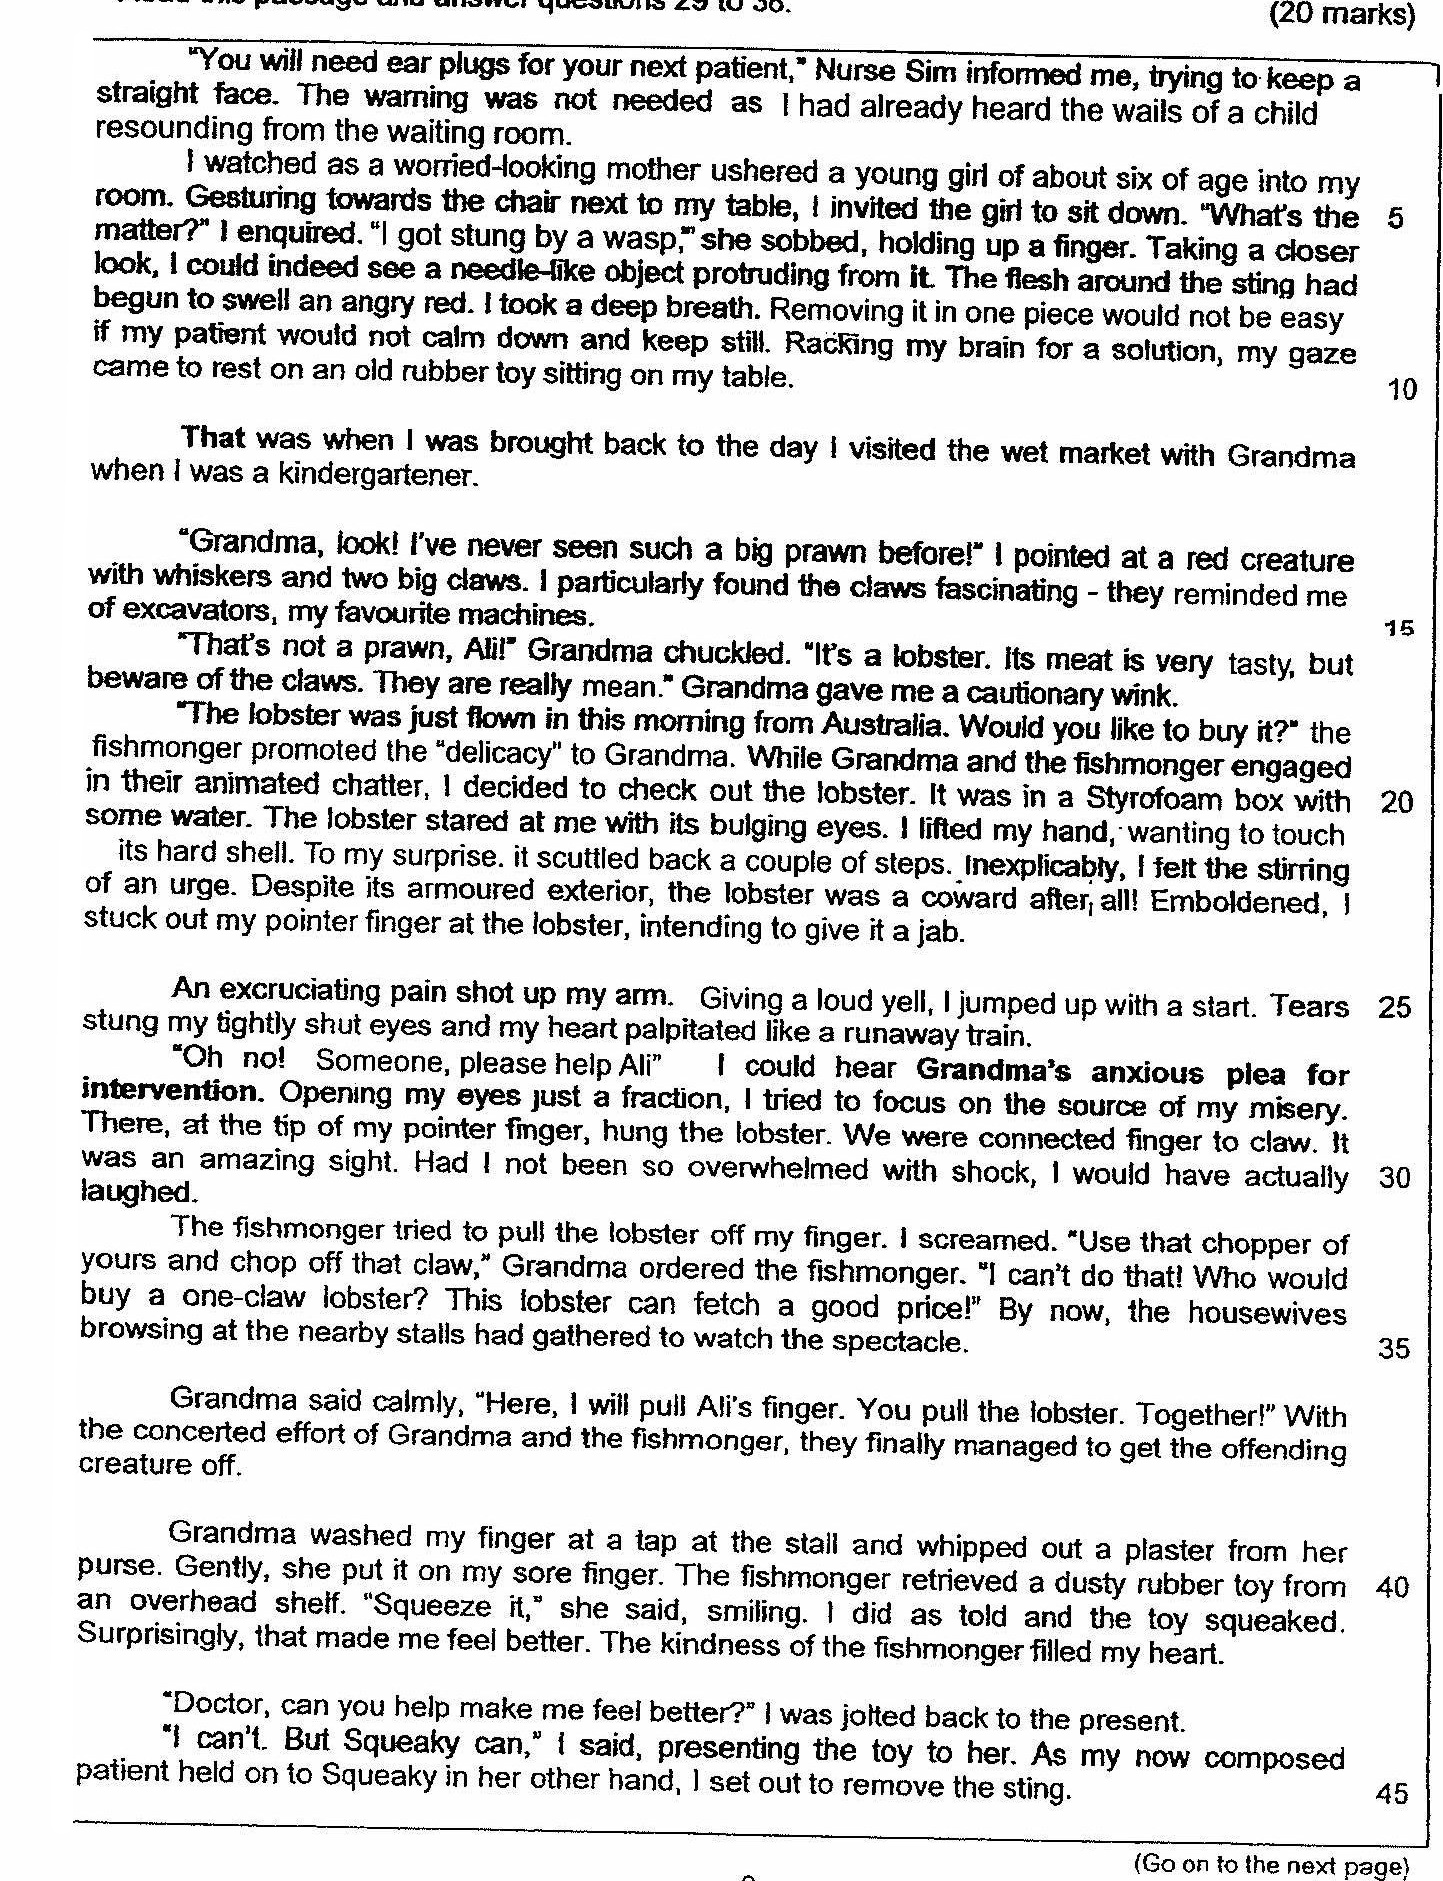 Read this passage and answer questions 29 to 38.
(20 marks)
"You will need ear plugs for your next patient," Nurse Sim informed me, trying to keep a
straight face. The warning was not needed as I had already heard the wails of a child
resounding from the waiting room.
I watched as a worried-looking mother ushered a young girl of about six of age into my
room. Gesturing towards the chair next to my table, I invited the girl to sit down. "What's the 5
matter?" I enquired. "I got stung by a wasp," she sobbed, holding up a finger. Taking a closer
look, I could indeed see a needle-like object protruding from it. The flesh around the sting had
begun to swell an angry red. I took a deep breath. Removing it in one piece would not be easy
if my patient would not calm down and keep still. Racking my brain for a solution, my gaze
came to rest on an old rubber toy sitting on my table.
10
That was when I was brought back to the day I visited the wet market with Grandma
when I was a kindergartener.
"Grandma, look! I've never seen such a big prawn before!" I pointed at a red creature
with whiskers and two big claws. I particularly found the claws fascinating - they reminded me
of excavators, my favourite machines.
15
"That's not a prawn, Ali!" Grandma chuckled. "It's a lobster. Its meat is very tasty, but
beware of the claws. They are really mean." Grandma gave me a cautionary wink.
"The lobster was just flown in this morning from Australia. Would you like to buy it?" the
fishmonger promoted the "delicacy" to Grandma. While Grandma and the fishmonger engaged
in their animated chatter, I decided to check out the lobster. It was in a Styrofoam box with 20
some water. The lobster stared at me with its bulging eyes. I lifted my hand, wanting to touch
its hard shell. To my surprise. it scuttled back a couple of steps. Inexplicably, I felt the stirring
of an urge. Despite its armoured exterior, the lobster was a coward after all! Emboldened, I
stuck out my pointer finger at the lobster, intending to give it a jab.
An excruciating pain shot up my arm. Giving a loud yell, I jumped up with a start. Tears 25
stung my tightly shut eyes and my heart palpitated like a runaway train.
"Oh no! Someone, please help Ali" I could hear Grandma's anxious plea for
intervention. Opening my eyes just a fraction, I tried to focus on the source of my misery.
There, at the tip of my pointer finger, hung the lobster. We were connected finger to claw. It
was an amazing sight. Had I not been so overwhelmed with shock, I would have actually 30
laughed.
The fishmonger tried to pull the lobster off my finger. I screamed. "Use that chopper of
yours and chop off that claw," Grandma ordered the fishmonger. "I can't do that! Who would
buy a one-claw lobster? This lobster can fetch a good price!" By now, the housewives
browsing at the nearby stalls had gathered to watch the spectacle.
35
Grandma said calmly, "Here, I will pull Ali's finger. You pull the lobster. Together!" With
the concerted effort of Grandma and the fishmonger, they finally managed to get the offending
creature off.
Grandma washed my finger at a tap at the stall and whipped out a plaster from her
purse. Gently, she put it on my sore finger. The fishmonger retrieved a dusty rubber toy from 40
an overhead shelf. "Squeeze it," she said, smiling. I did as told and the toy squeaked.
Surprisingly, that made me feel better. The kindness of the fishmonger filled my heart.
"Doctor, can you help make me feel better?" I was jolted back to the present.
"I can't. But Squeaky can," I said, presenting the toy to her. As my now composed
patient held on to Squeaky in her other hand, I set out to remove the sting.
45
(Go on to the next page)